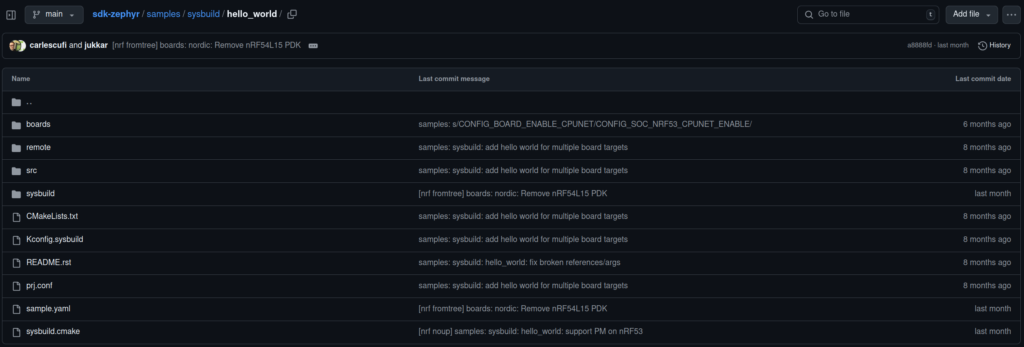 main
sdk-zephyr / samples / sysbuild / hello_world /
Go to file
t
Add file
carlescufi and jukkar [nrf fromtree] boards: nordic: Remove nRF54L15 PDK
a8888fd · last month
History
Name Last commit message Last commit date
..
boards samples: s/CONFIG_BOARD_ENABLE_CPUNET/CONFIG_SOC_NRF53_CPUNET_ENABLE/ 6 months ago
remote samples: sysbuild: add hello world for multiple board targets 8 months ago
src samples: sysbuild: add hello world for multiple board targets 8 months ago
sysbuild [nrf fromtree] boards: nordic: Remove nRF54L15 PDK last month
CMakeLists.txt samples: sysbuild: add hello world for multiple board targets 8 months ago
Kconfig.sysbuild samples: sysbuild: add hello world for multiple board targets 8 months ago
README.rst samples: sysbuild: hello_world: fix broken references/args 8 months ago
prj.conf samples: sysbuild: add hello world for multiple board targets 8 months ago
sample.yaml [nrf fromtree] boards: nordic: Remove nRF54L15 PDK last month
sysbuild.cmake [nrf noup] samples: sysbuild: hello_world: support PM on nRF53 last month